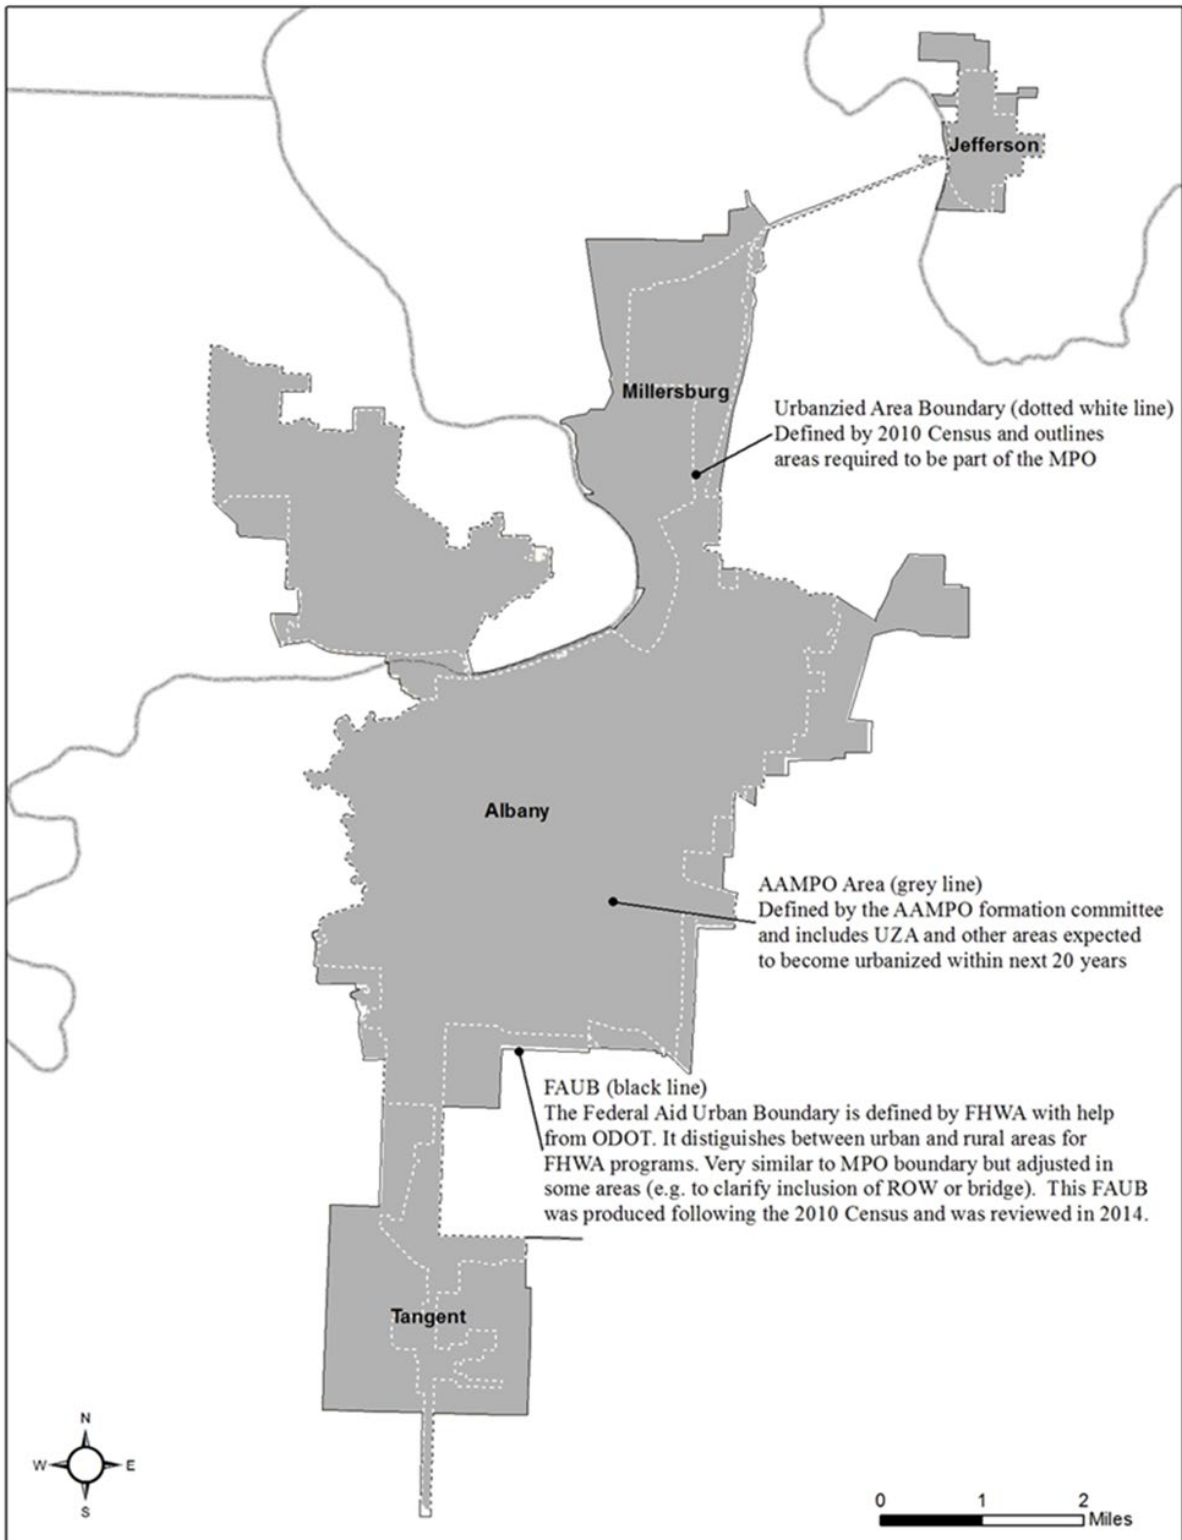 Jefferson
Millersburg
Urbanzied Area Boundary (dotted white line)
Defined by 2010 Census and outlines
areas required to be part of the MPO
Albany
AAMPO Area (grey line)
Defined by the AAMPO formation committee
and includes UZA and other areas expected
to become urbanized within next 20 years
FAUB (black line)
The Federal Aid Urban Boundary is defined by FHWA with help
from ODOT. It distiguishes between urban and rural areas for
FHWA programs. Very similar to MPO boundary but adjusted in
some areas (e.g. to clarify inclusion of ROW or bridge). This FAUB
was produced following the 2010 Census and was reviewed in 2014.
Tangent
N
W E
S
0 1 2
Miles